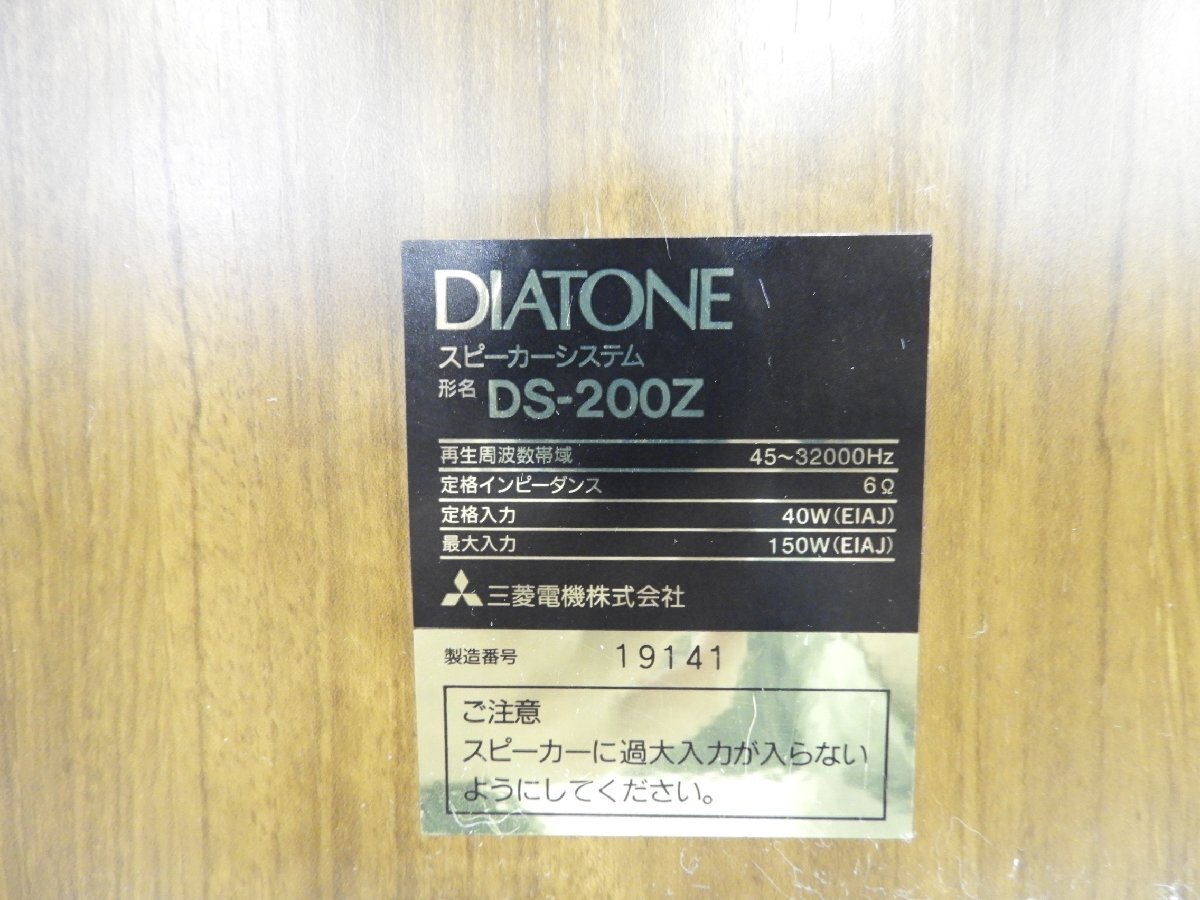 DIATONE
スピーカーシステム
形名 DS-200Z
再生周波数帯域 45~32000Hz
定格インピーダンス 6Ω
定格入力 40W(EIAJ)
最大入力 150W(EIAJ)
三菱電機株式会社
製造番号 19141
ご注意
スピーカーに過大入力が入らない
ようにしてください。